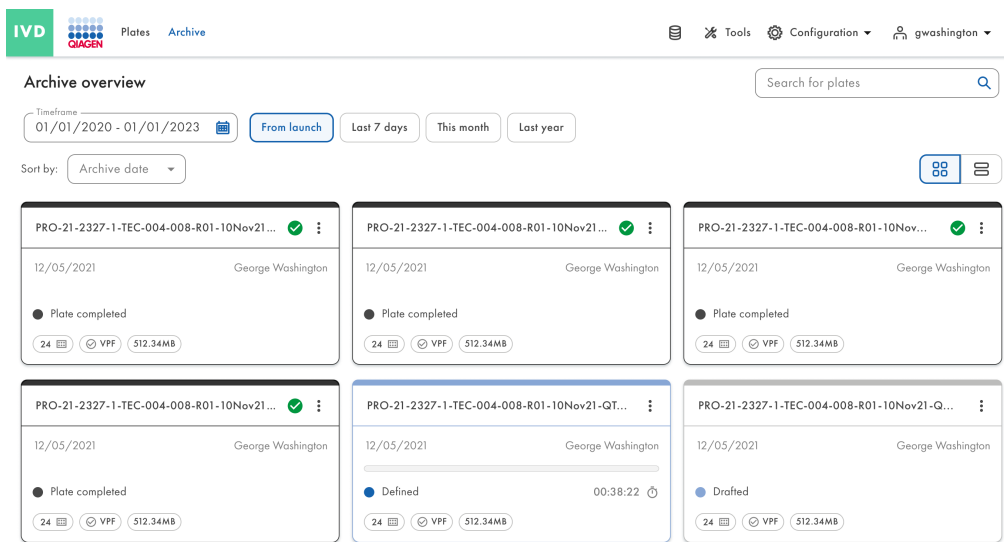 IVD QIAGEN Plates Archive Tools Configuration gwashington
Archive overview Search for plates
Timeframe
01/01/2020 - 01/01/2023 From launch Last 7 days This month Last year
Sort by: Archive date
PRO-21-2327-1-TEC-004-008-R01-10Nov21... PRO-21-2327-1-TEC-004-008-R01-10Nov21... PRO-21-2327-1-TEC-004-008-R01-10Nov...
12/05/2021 George Washington 12/05/2021 George Washington 12/05/2021 George Washington
Plate completed Plate completed Plate completed
24 VPF 512.34MB 24 VPF 512.34MB 24 VPF 512.34MB
PRO-21-2327-1-TEC-004-008-R01-10Nov21... PRO-21-2327-1-TEC-004-008-R01-10Nov21-QT... PRO-21-2327-1-TEC-004-008-R01-10Nov21-Q...
12/05/2021 George Washington 12/05/2021 George Washington 12/05/2021 George Washington
Plate completed Defined 00:38:22 Drafted
24 VPF 512.34MB 24 VPF 512.34MB 24 VPF 512.34MB